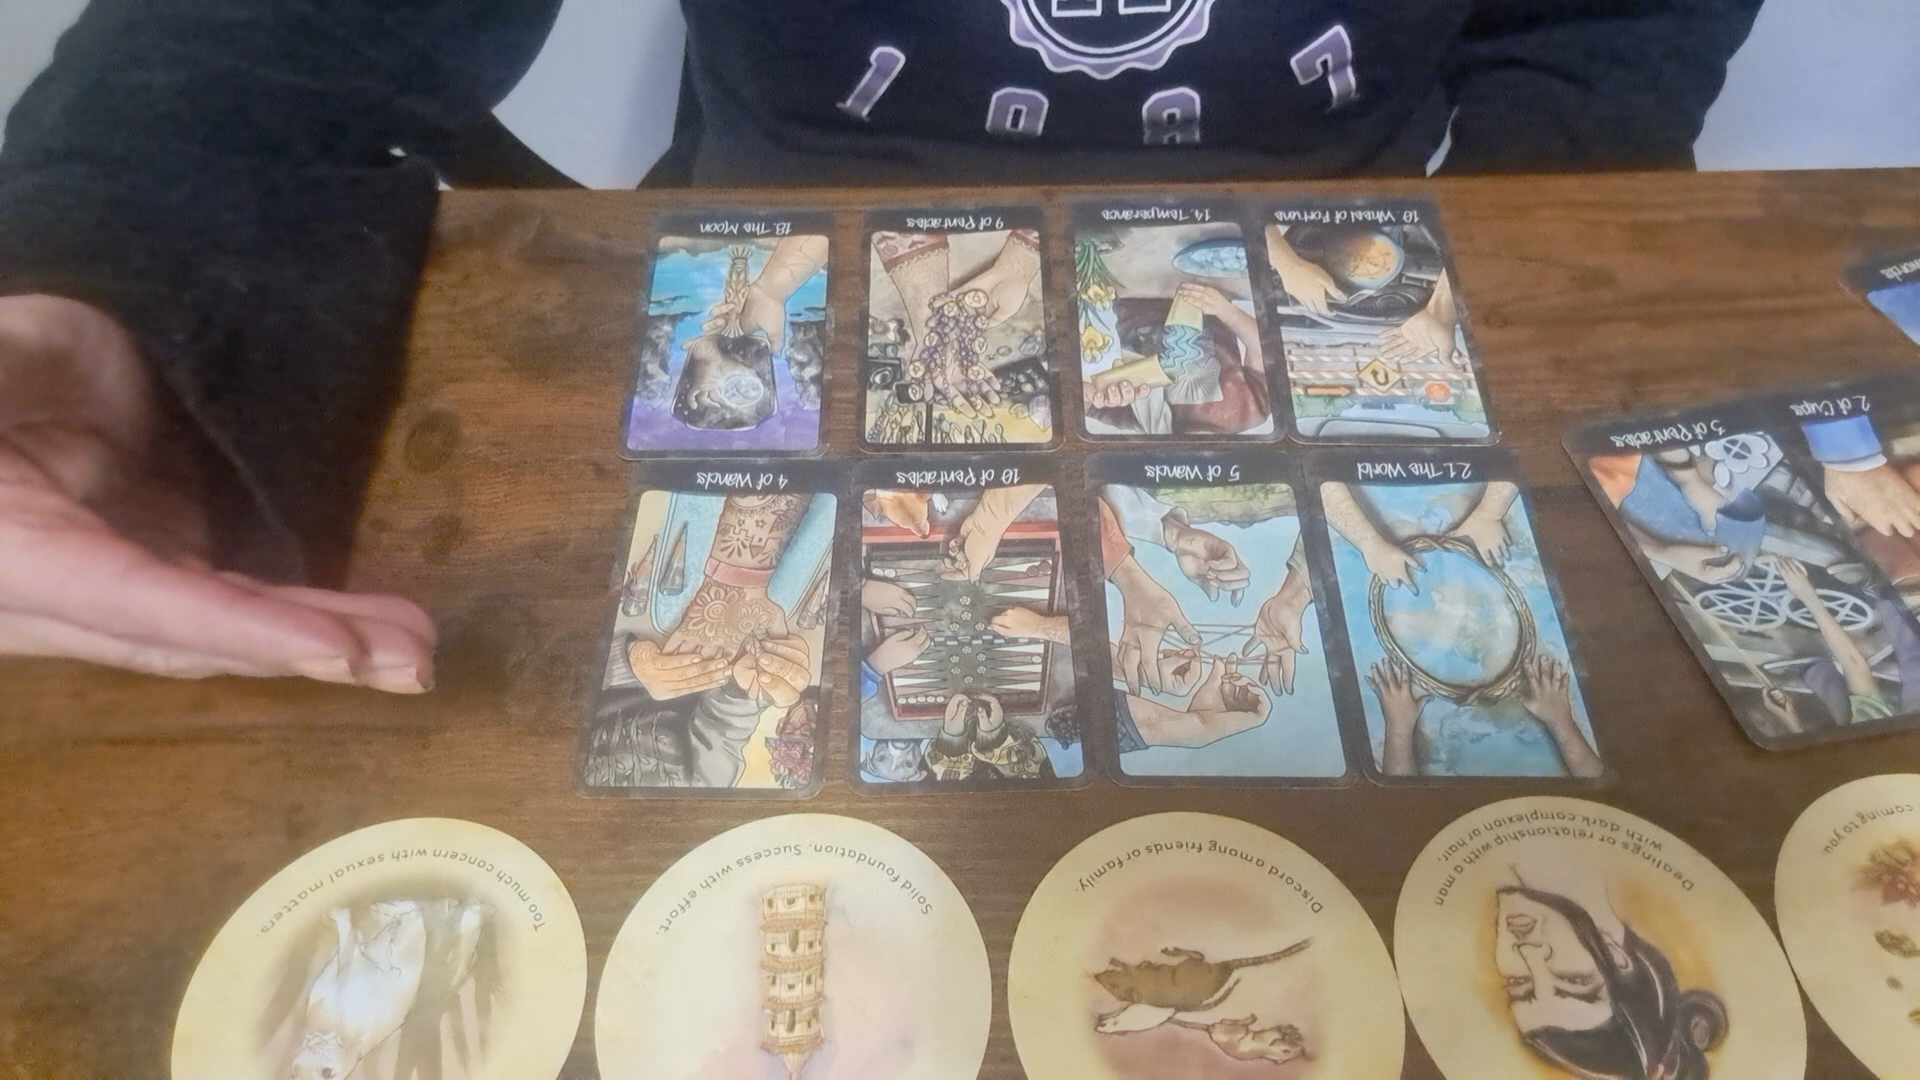 1987
18. The Moon
9 of Pentacles
14. Temperance
10. Wheel of Fortune
4 of Wands
10 of Pentacles
5 of Wands
21. The World
3 of Pentacles
2 of Cups
Too much concern with sexual matters.
Solid foundation. Success with effort.
Discord among friends or family.
Dealings or relationship with a man
with dark complexion or hair.
coming to you